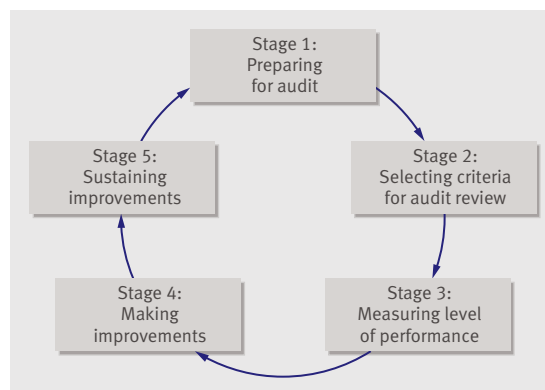 Stage 1:
Preparing
for audit
Stage 2:
Selecting criteria
for audit review
Stage 3:
Measuring level
of performance
Stage 4:
Making
improvements
Stage 5:
Sustaining
improvements